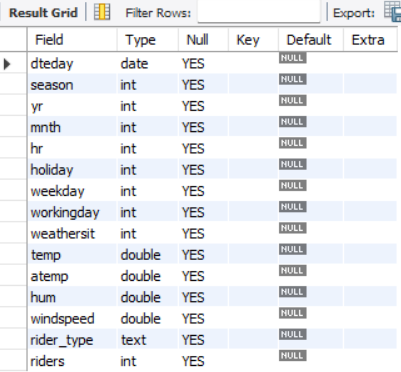 Result Grid Filter Rows: Export:
Field Type Null Key Default Extra
dteday date YES NULL
season int YES NULL
yr int YES NULL
mnth int YES NULL
hr int YES NULL
holiday int YES NULL
weekday int YES NULL
workingday int YES NULL
weathersit int YES NULL
temp double YES NULL
atemp double YES NULL
hum double YES NULL
windspeed double YES NULL
rider_type text YES NULL
riders int YES NULL